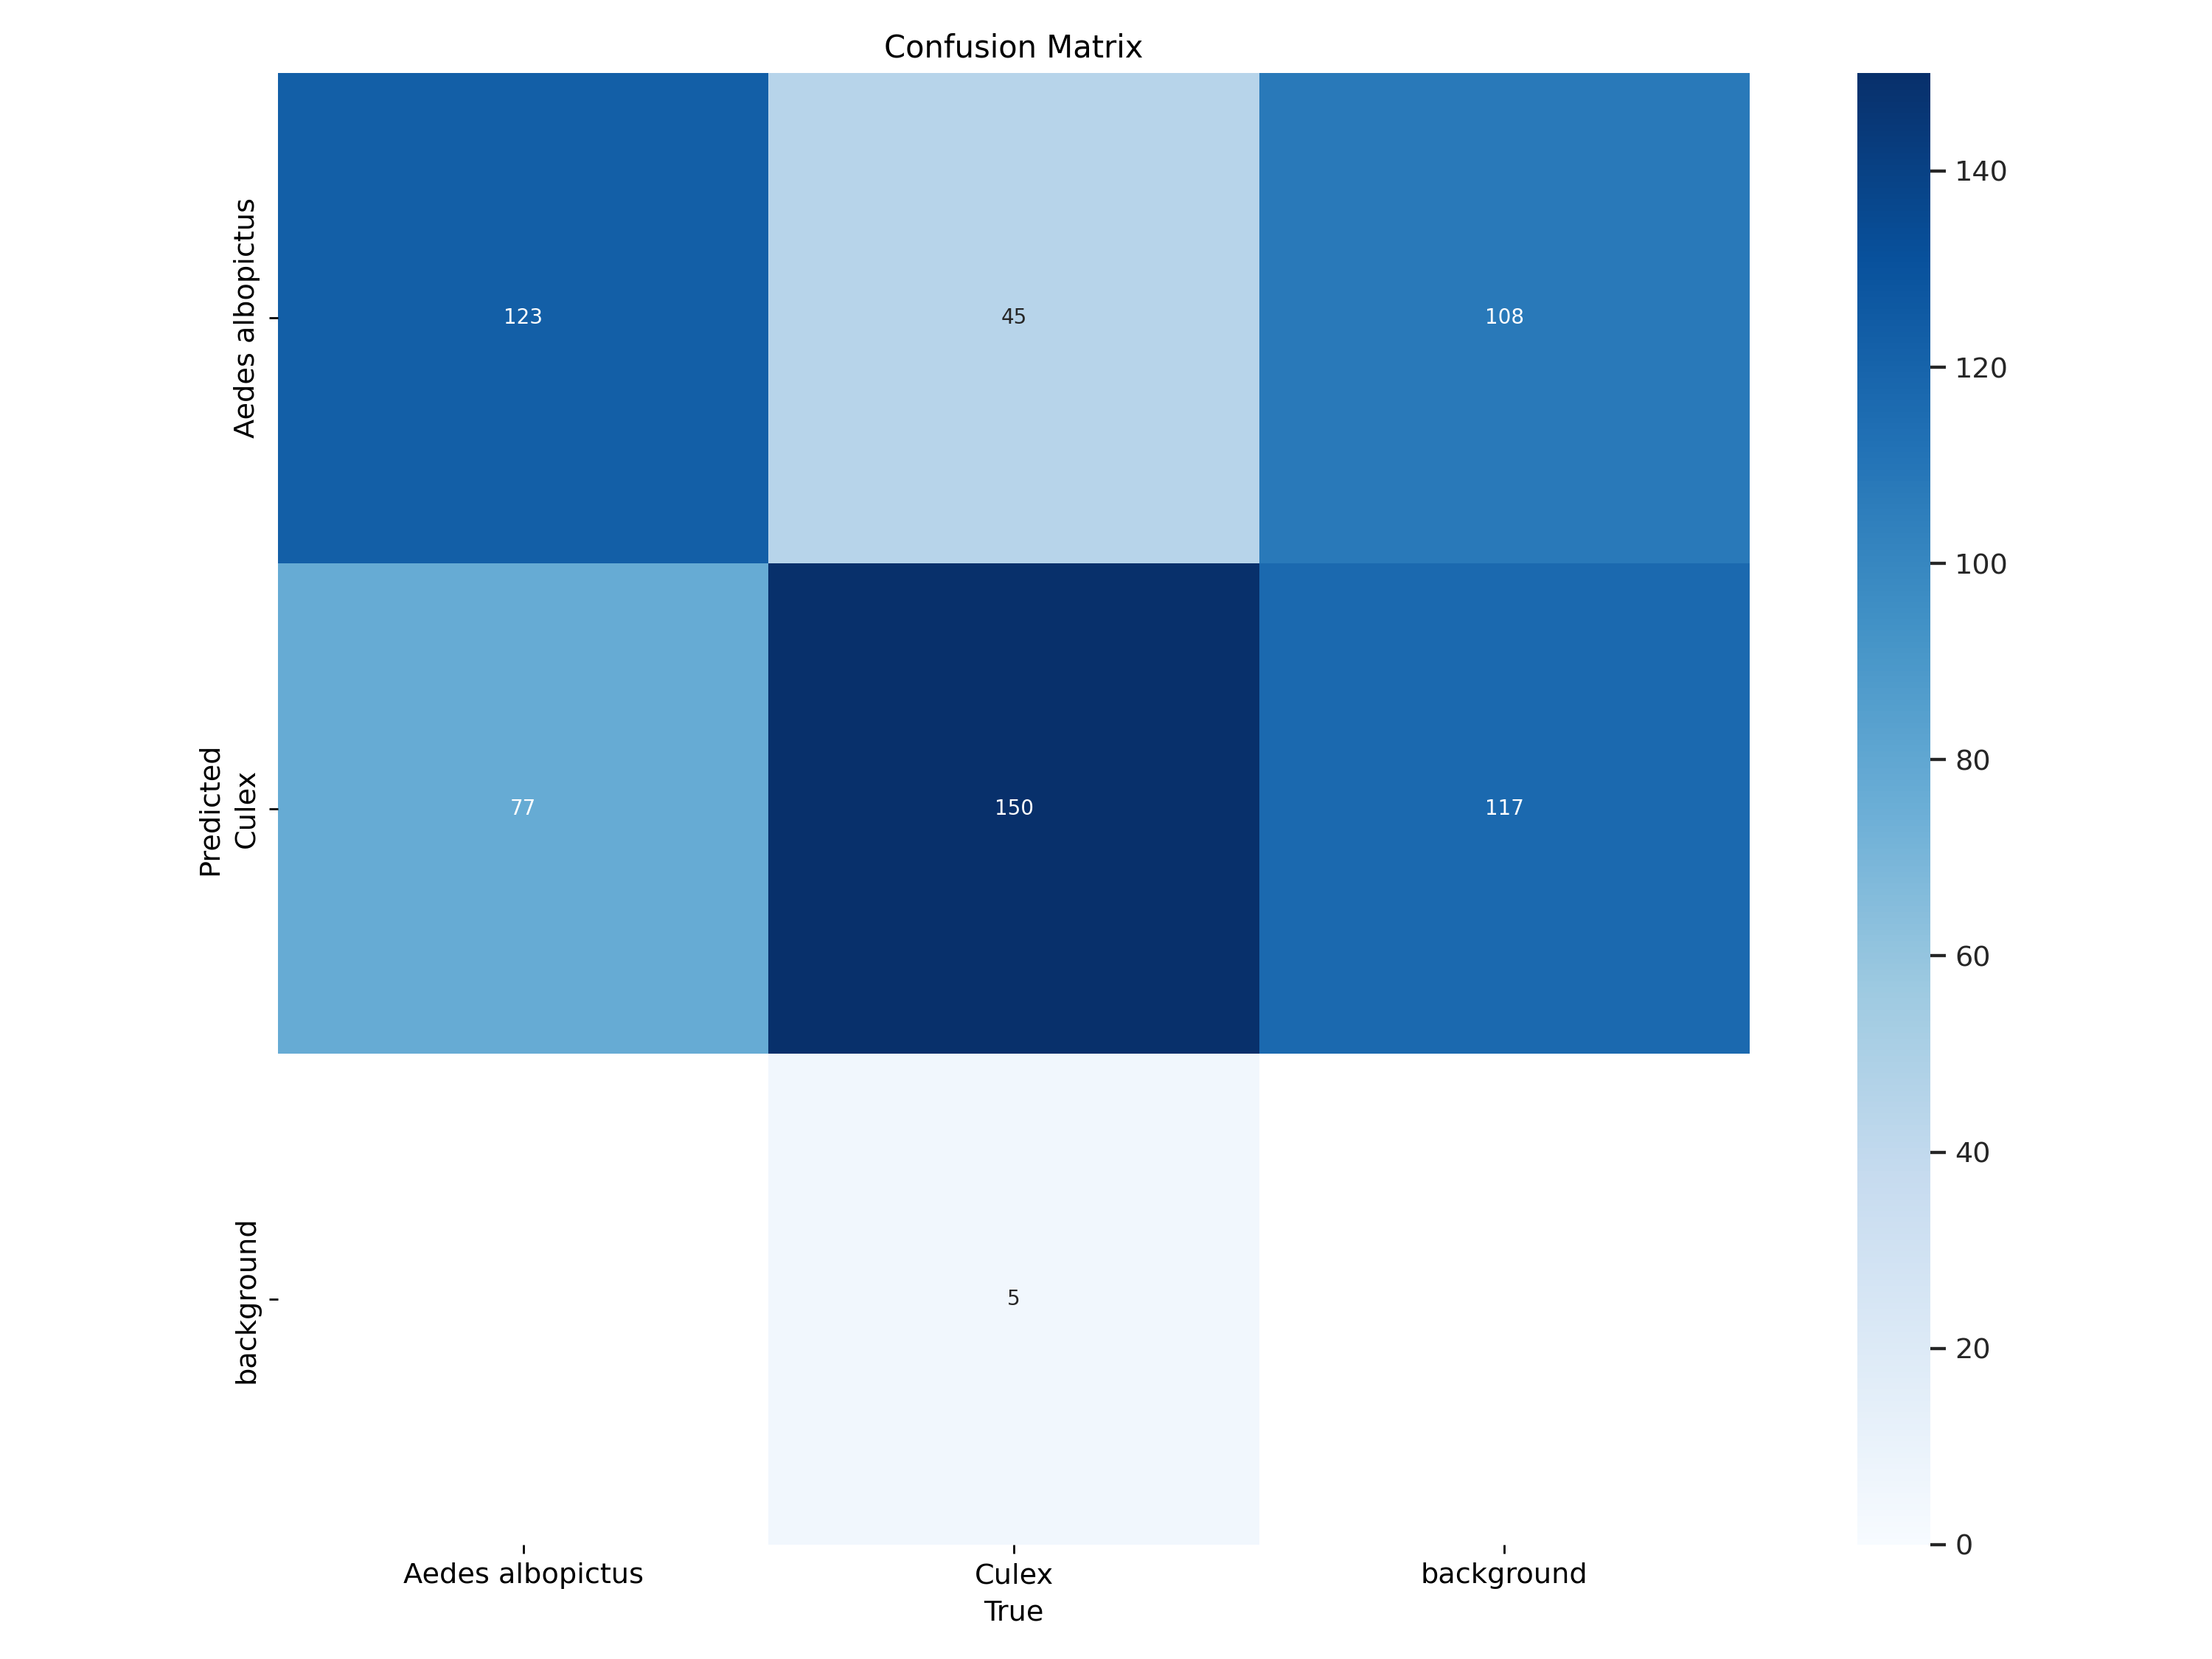 Confusion Matrix
Aedes albopictus
123
45
108
140
120
100
80
60
40
20
0
Predicted
Culex
77
150
117
background
5
Aedes albopictus
Culex
background
True